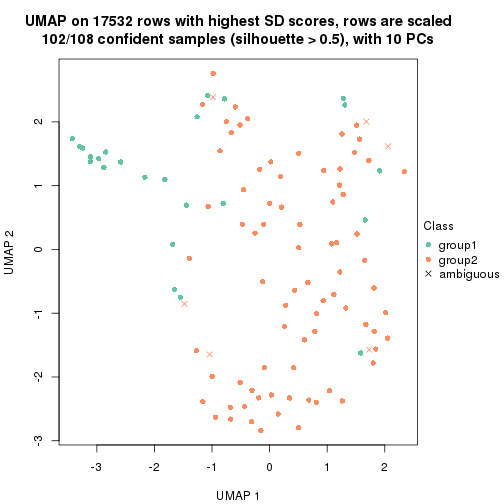 UMAP on 17532 rows with highest SD scores, rows are scaled
102/108 confident samples (silhouette > 0.5), with 10 PCs
Class
group1
group2
ambiguous
UMAP 2
2
1
0
-1
-2
-3
-3
-2
-1
0
1
2
UMAP 1